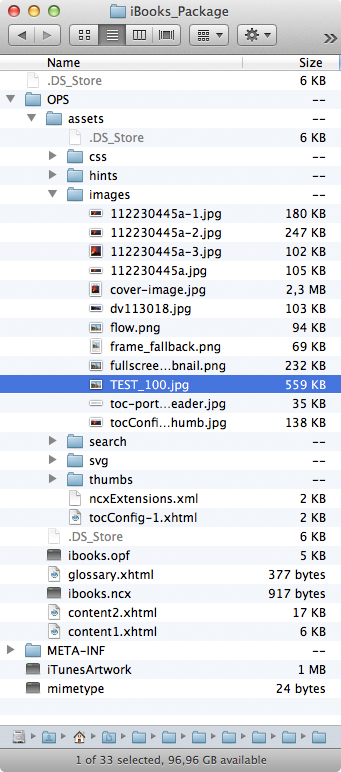 iBooks_Package
Name Size
.DS_Store 6 KB
OPS --
assets --
.DS_Store 6 KB
css --
hints --
images --
112230445a-1.jpg 180 KB
112230445a-2.jpg 247 KB
112230445a-3.jpg 102 KB
112230445a.jpg 105 KB
cover-image.jpg 2,3 MB
dv113018.jpg 103 KB
flow.png 94 KB
frame_fallback.png 69 KB
fullscree...bnail.png 232 KB
TEST_100.jpg 559 KB
toc-port...eader.jpg 35 KB
tocConfi...humb.jpg 138 KB
search --
svg --
thumbs --
ncxExtensions.xml 2 KB
tocConfig-1.xhtml 2 KB
.DS_Store 6 KB
ibooks.opf 5 KB
glossary.xhtml 377 bytes
ibooks.ncx 917 bytes
content2.xhtml 17 KB
content1.xhtml 6 KB
META-INF --
iTunesArtwork 1 MB
mimetype 24 bytes
1 of 33 selected, 96,96 GB available